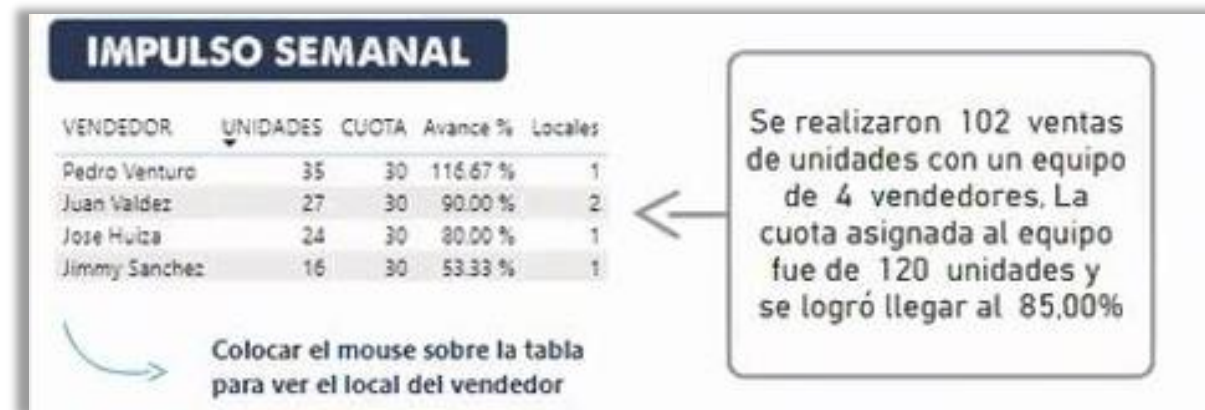 IMPULSO SEMANAL
VENDEDOR UNIDADES CUOTA Avance % Locales
Pedro Venturo 35 30 116.67 % 1
Juan Valdez 27 30 90.00 % 2
Jose Huiza 24 30 80.00 % 1
Jimmy Sanchez 16 30 53.33 % 1
Colocar el mouse sobre la tabla
para ver el local del vendedor
Se realizaron 102 ventas
de unidades con un equipo
de 4 vendedores, La
cuota asignada al equipo
fue de 120 unidades y
se logró llegar al 85,00%